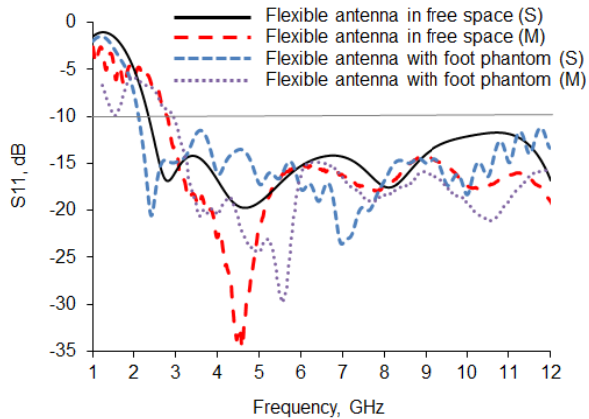 Flexible antenna in free space (S)
Flexible antenna in free space (M)
Flexible antenna with foot phantom (S)
Flexible antenna with foot phantom (M)
0
-5
-10
-15
-20
-25
-30
-35
S11, dB
1 2 3 4 5 6 7 8 9 10 11 12
Frequency, GHz